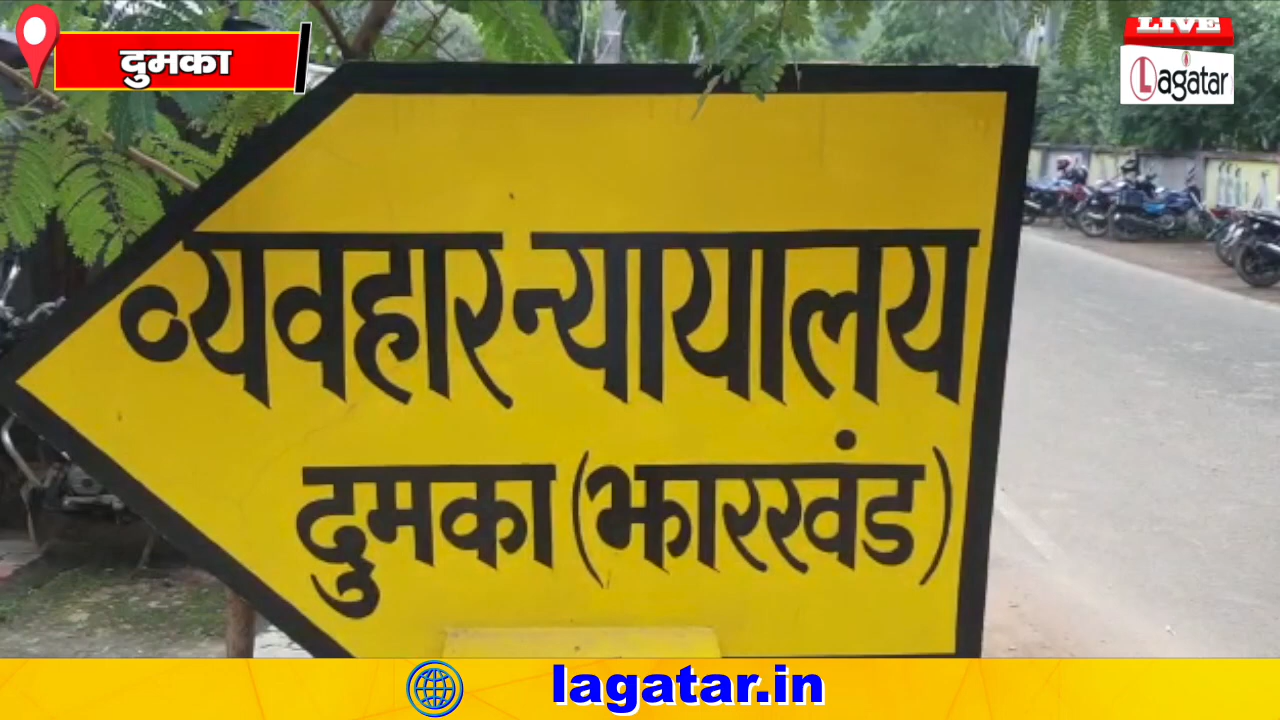 दुमका
LIVE
Lagatar
व्यवहार न्यायालय
दुमका (झारखंड)
lagatar.in